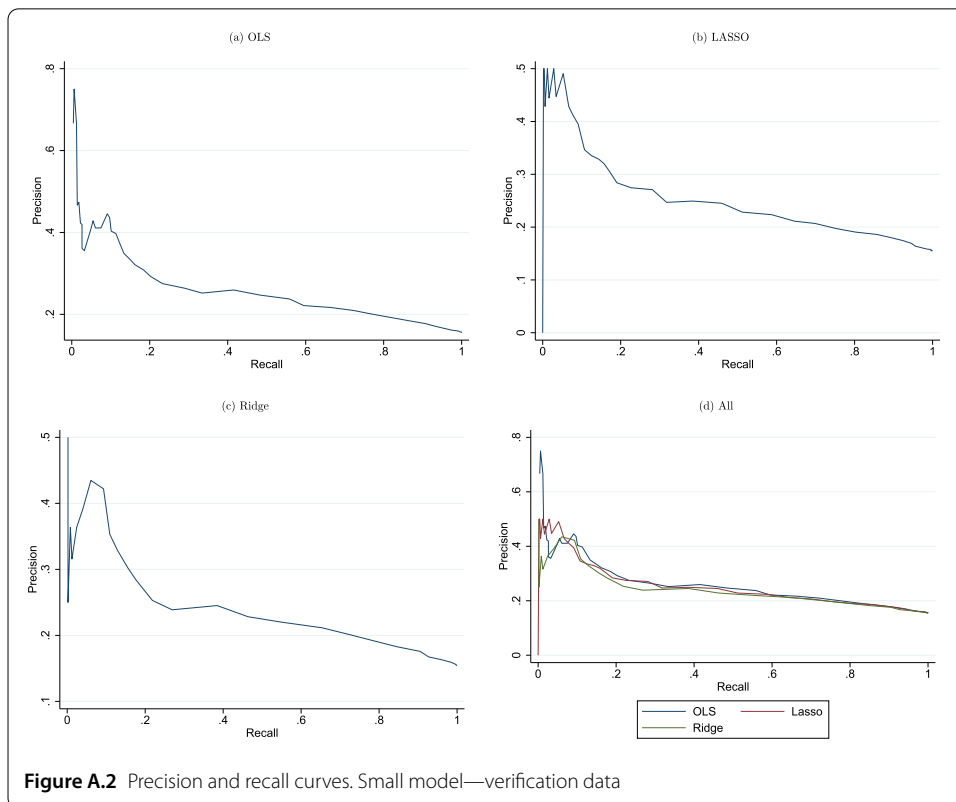 (a) OLS
Precision
.8
.6
.4
.2
0 .2 .4 .6 .8 1
Recall
(b) LASSO
Precision
.5
.4
.3
.2
.1
0
0 .2 .4 .6 .8 1
Recall
(c) Ridge
Precision
.5
.4
.3
.2
.1
0 .2 .4 .6 .8 1
Recall
(d) All
Precision
.8
.6
.4
.2
0
0 .2 .4 .6 .8 1
Recall
OLS Lasso
Ridge
Figure A.2 Precision and recall curves. Small model—verification data